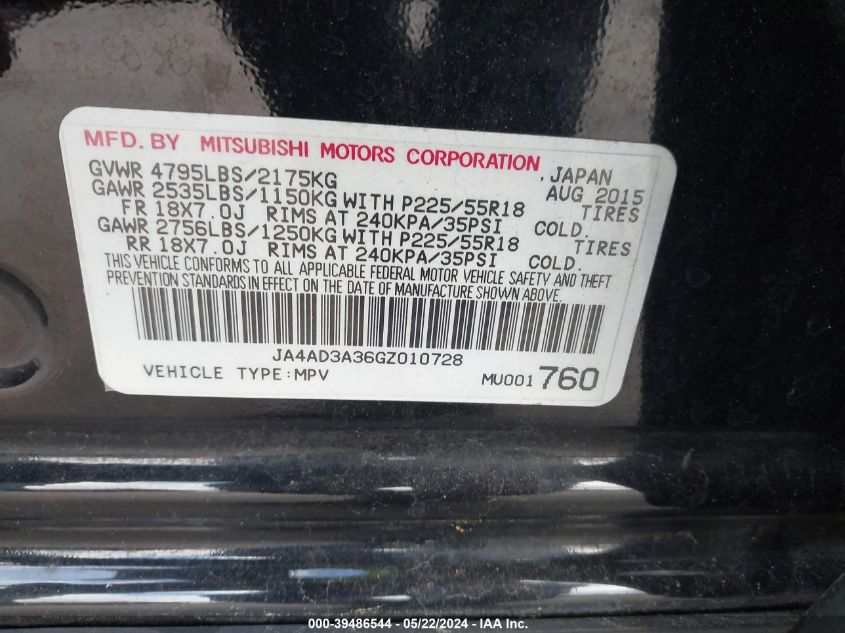 MFD. BY MITSUBISHI MOTORS CORPORATION, JAPAN
GVWR 4795LBS/2175KG AUG 2015
GAWR 2535LBS/1150KG WITH P225/55R18 TIRES
FR 18X7.0J RIMS AT 240KPA/35PSI COLD.
GAWR 2756LBS/1250KG WITH P225/55R18 TIRES
RR 18X7.0J RIMS AT 240KPA/35PSI COLD.
THIS VEHICLE CONFORMS TO ALL APPLICABLE FEDERAL MOTOR VEHICLE SAFETY AND THEFT
PREVENTION STANDARDS IN EFFECT ON THE DATE OF MANUFACTURE SHOWN ABOVE.
JA4AD3A36GZ010728
VEHICLE TYPE:MPV MU001760
000-39486544 - 05/22/2024 - IAA Inc.